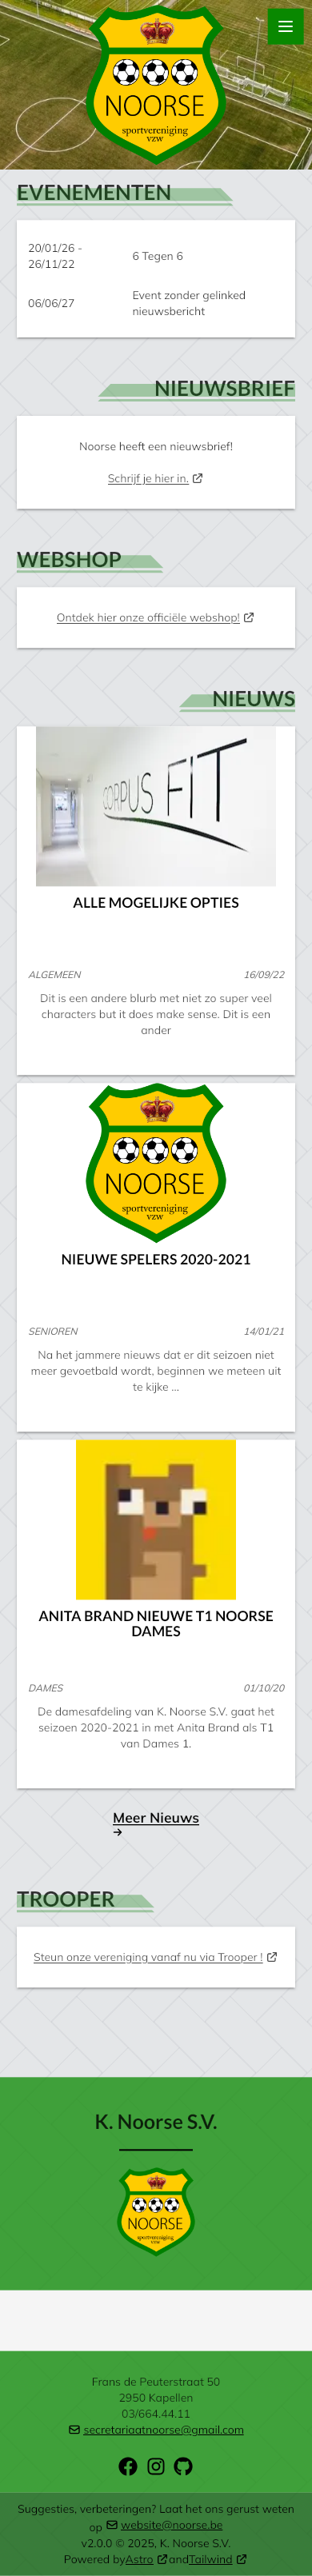 NOORSE
sportvereniging
vzw
EVENEMENTEN
20/01/26 -
26/11/22
6 Tegen 6
06/06/27
Event zonder gelinked
nieuwsbericht
NIEUWSBRIEF
Noorse heeft een nieuwsbrief!
Schrijf je hier in.
WEBSHOP
Ontdek hier onze officiële webshop!
NIEUWS
CORPUS FIT
ALLE MOGELIJKE OPTIES
ALGEMEEN 16/09/22
Dit is een andere blurb met niet zo super veel
characters but it does make sense. Dit is een
ander
NOORSE
sportvereniging
vzw
NIEUWE SPELERS 2020-2021
SENIOREN 14/01/21
Na het jammere nieuws dat er dit seizoen niet
meer gevoetbald wordt, beginnen we meteen uit
te kijke ...
ANITA BRAND NIEUWE T1 NOORSE
DAMES
DAMES 01/10/20
De damesafdeling van K. Noorse S.V. gaat het
seizoen 2020-2021 in met Anita Brand als T1
van Dames 1.
Meer Nieuws
→
TROOPER
Steun onze vereniging vanaf nu via Trooper !
K. Noorse S.V.
NOORSE
sportvereniging
vzw
Frans de Peuterstraat 50
2950 Kapellen
03/664.44.11
secretariaatnoorse@gmail.com
Suggesties, verbeteringen? Laat het ons gerust weten
op website@noorse.be
v2.0.0 © 2025, K. Noorse S.V.
Powered byAstro andTailwind